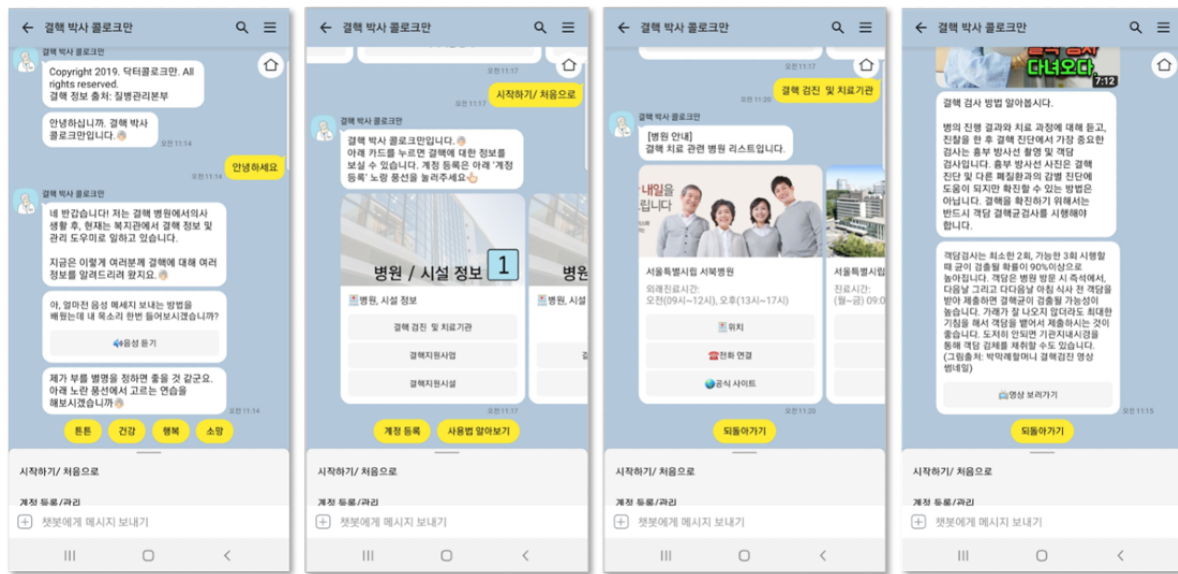 결핵 박사 콜로크만
결핵 박사 콜로크만
Copyright 2019. 닥터콜로크만. All
rights reserved.
결핵 정보 출처: 질병관리본부
안녕하십니까. 결핵 박사
콜로크만입니다.
오전 11:14
안녕하세요
오전 11:14
결핵 박사 콜로크만
네 반갑습니다! 저는 결핵 병원에서의사
생활 후, 현재는 복지관에서 결핵 정보 및
관리 도우미로 일하고 있습니다.
지금은 이렇게 여러분께 결핵에 대해 여러
정보를 알려드리려 왔지요.
아, 얼마전 음성 메세지 보내는 방법을
배웠는데 내 목소리 한번 들어보시겠습니까?
음성 듣기
제가 부를 별명을 정하면 좋을 것 같군요.
아래 노란 풍선에서 고르는 연습을
해보시겠습니까
오전 11:14
튼튼
건강
행복
소망
시작하기/ 처음으로
계정 등록/관리
챗봇에게 메시지 보내기
결핵 박사 콜로크만
오전 11:17
시작하기/ 처음으로
오전 11:17
결핵 박사 콜로크만
결핵 박사 콜로크만입니다.
아래 카드를 누르면 결핵에 대한 정보를
보실 수 있습니다. 계정 등록은 아래 '계정
등록' 노랑 풍선을 눌러주세요
병원 / 시설 정보 1
병원
병원, 시설 정보
병원, 시설
결핵 검진 및 치료기관
결핵지원사업
결핵지원시설
오전 11:17
계정 등록
사용법 알아보기
시작하기/ 처음으로
계정 등록/관리
챗봇에게 메시지 보내기
결핵 박사 콜로크만
오전 11:20
결핵 검진 및 치료기관
결핵 박사 콜로크만
[병원 안내]
결핵 치료 관련 병원 리스트입니다.
내일을
립니다
서울특별시립 서북병원
서울특별시립
외래진료시간:
오전(09시~12시), 오후(13시~17시)
진료시간:
(월~금) 09:0
위치
전화 연결
공식 사이트
오전 11:20
되돌아가기
시작하기/ 처음으로
계정 등록/관리
챗봇에게 메시지 보내기
결핵 박사 콜로크만
결핵 검사
다녀오다.
7:12
결핵 검사 방법 알아봅시다.
병의 진행 결과와 치료 과정에 대해 듣고,
진찰을 한 후 결핵 진단에서 가장 중요한
검사는 흉부 방사선 촬영 및 객담
검사입니다. 흉부 방사선 사진은 결핵
진단 및 다른 폐질환과의 감별 진단에
도움이 되지만 확진할 수 있는 방법은
아닙니다. 결핵을 확진하기 위해서는
반드시 객담 결핵균검사를 시행해야
합니다.
객담검사는 최소한 2회, 가능한 3회 시행할
때 균이 검출될 확률이 90%이상으로
높아집니다. 객담은 병원 방문 시 즉석에서,
다음날 그리고 다다음날 아침 식사 전 객담을
받아 제출하면 결핵균이 검출될 가능성이
높습니다. 가래가 잘 나오지 않더라도 최대한
기침을 해서 객담을 뱉어서 제출하시는 것이
좋습니다. 도저히 안되면 기관지내시경을
통해 객담 검체를 채취할 수도 있습니다.
(그림출처: 박막례할머니 결핵검진 영상
썸네일)
영상 보러가기
오전 11:15
되돌아가기
시작하기/ 처음으로
계정 등록/관리
챗봇에게 메시지 보내기